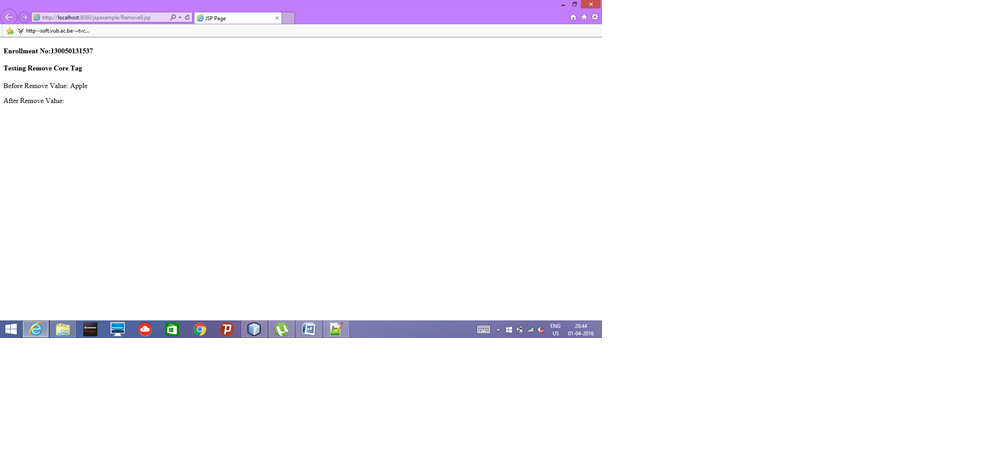 http://localhost:8080/jspexample/Remove9.jsp
JSP Page
http--soft.vub.ac.be-~tvc...
Enrollment No:130050131537
Testing Remove Core Tag
Before Remove Value: Apple
After Remove Value:
ENG
US
20:44
01-04-2016